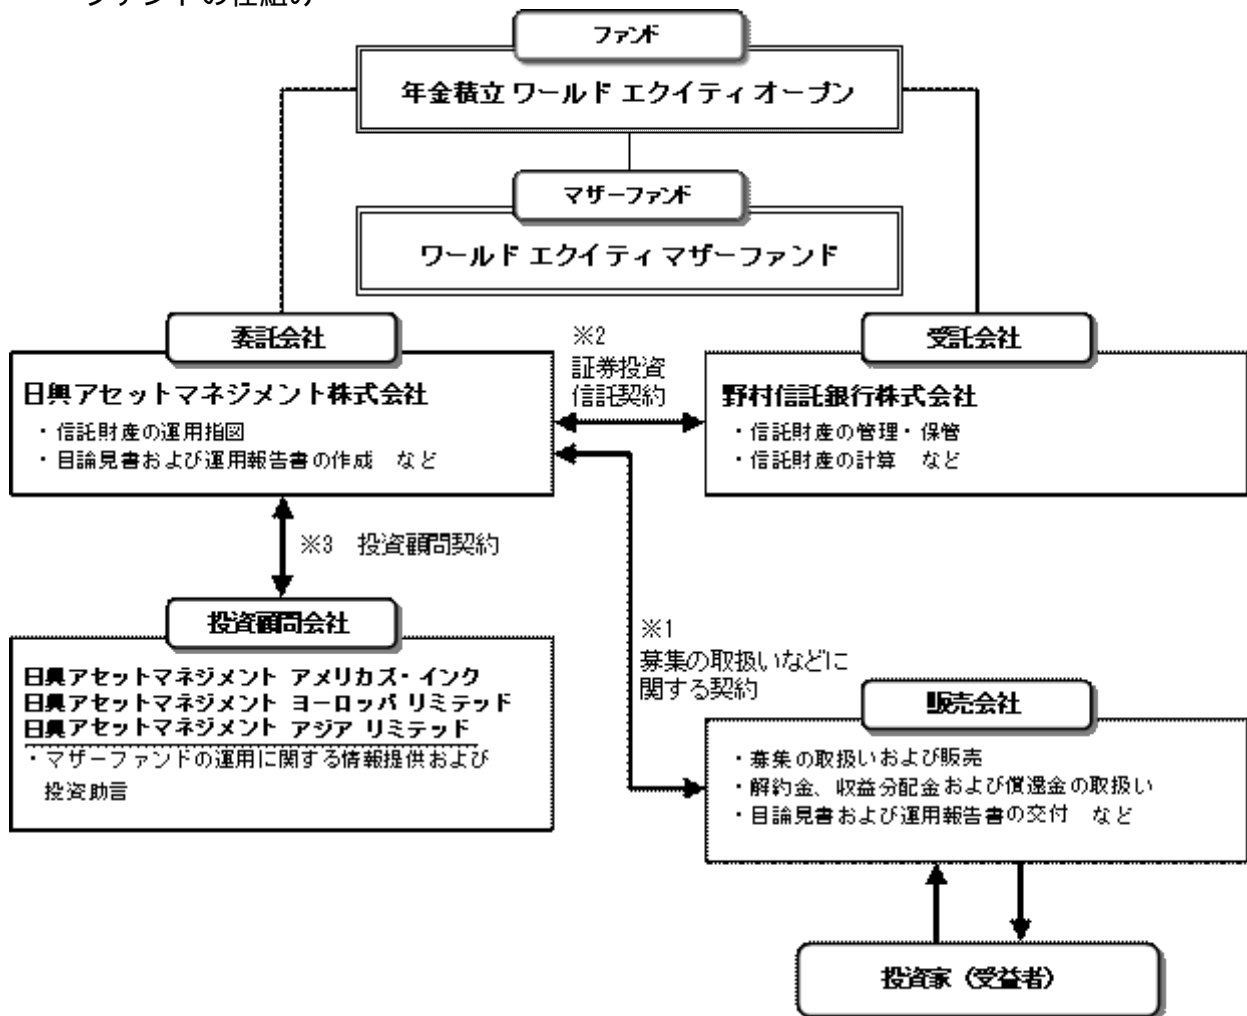 ファンドの仕組み
ファンド
年金積立 ワールド エクイティ オープン
マザーファンド
ワールド エクイティ マザーファンド
委託会社
日興アセットマネジメント株式会社
・信託財産の運用指図
・目論見書および運用報告書の作成 など
※2
証券投資
信託契約
受託会社
野村信託銀行株式会社
・信託財産の管理・保管
・信託財産の計算 など
※3 投資顧問契約
投資顧問会社
日興アセットマネジメント アメリカズ・インク
日興アセットマネジメント ヨーロッパ リミテッド
日興アセットマネジメント アジア リミテッド
・マザーファンドの運用に関する情報提供および
投資助言
※1
募集の取扱いなどに
関する契約
販売会社
・募集の取扱いおよび販売
・解約金、収益分配金および償還金の取扱い
・目論見書および運用報告書の交付 など
投資家（受益者）